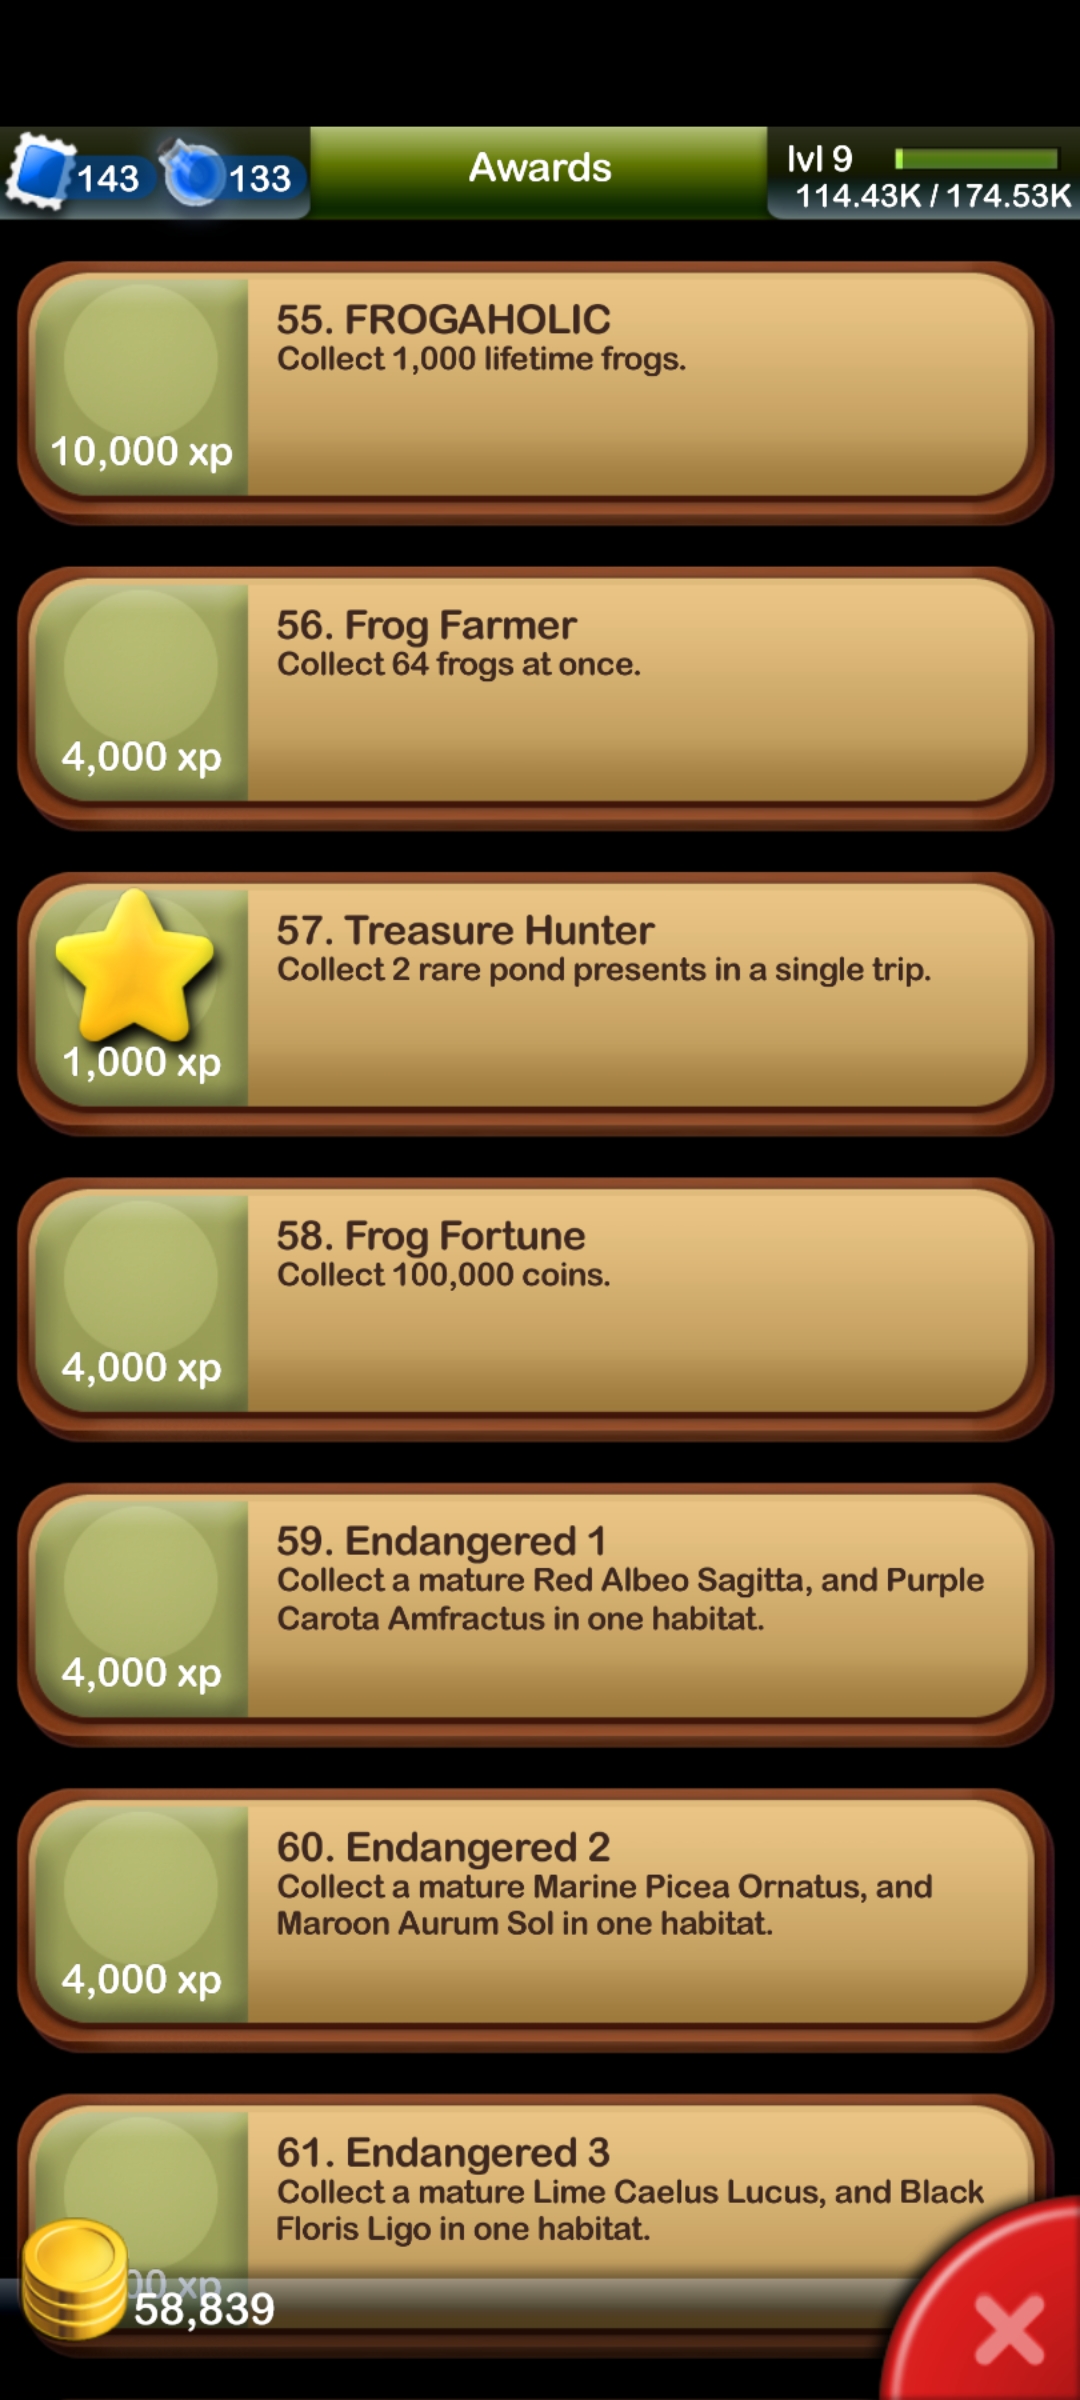 143
133
Awards
lvl 9
114.43K / 174.53K
55. FROGAHOLIC
Collect 1,000 lifetime frogs.
10,000 xp
56. Frog Farmer
Collect 64 frogs at once.
4,000 xp
57. Treasure Hunter
Collect 2 rare pond presents in a single trip.
1,000 xp
58. Frog Fortune
Collect 100,000 coins.
4,000 xp
59. Endangered 1
Collect a mature Red Albeo Sagitta, and Purple
Carota Amfractus in one habitat.
4,000 xp
60. Endangered 2
Collect a mature Marine Picea Ornatus, and
Maroon Aurum Sol in one habitat.
4,000 xp
61. Endangered 3
Collect a mature Lime Caelus Lucus, and Black
Floris Ligo in one habitat.
xp
58,839